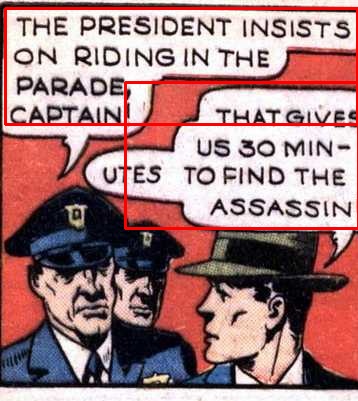 THE PRESIDENT INSISTS
ON RIDING IN THE
PARADE,
CAPTAIN!
THAT GIVES
US 30 MIN-
UTES TO FIND THE
ASSASSIN